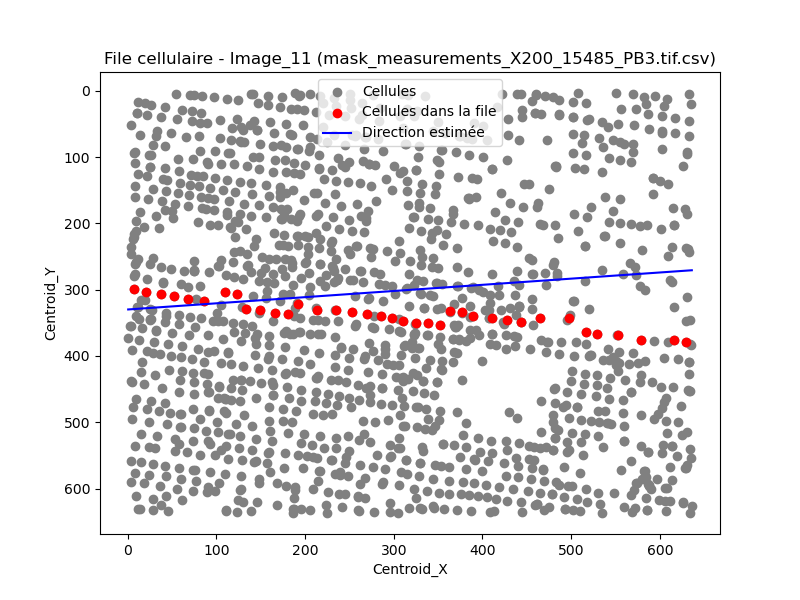 File cellulaire - Image_11 (mask_measurements_X200_15485_PB3.tif.csv)
Cellules
Cellules dans la file
Direction estimée
Centroid_Y
0
100
200
300
400
500
600
0 100 200 300 400 500 600
Centroid_X